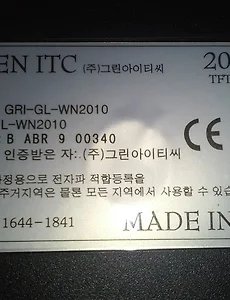 EN ITC (주)그린아이티씨 20
TFT
GRI-GL-WN2010
L-WN2010
B ABR 9 00340 CE
인증받은 자: .(주)그린아이티씨
정용으로 전자파 적합등록을
주거지역은 물론 모든 지역에서 사용할 수 있습
1644-1841 MADE IN